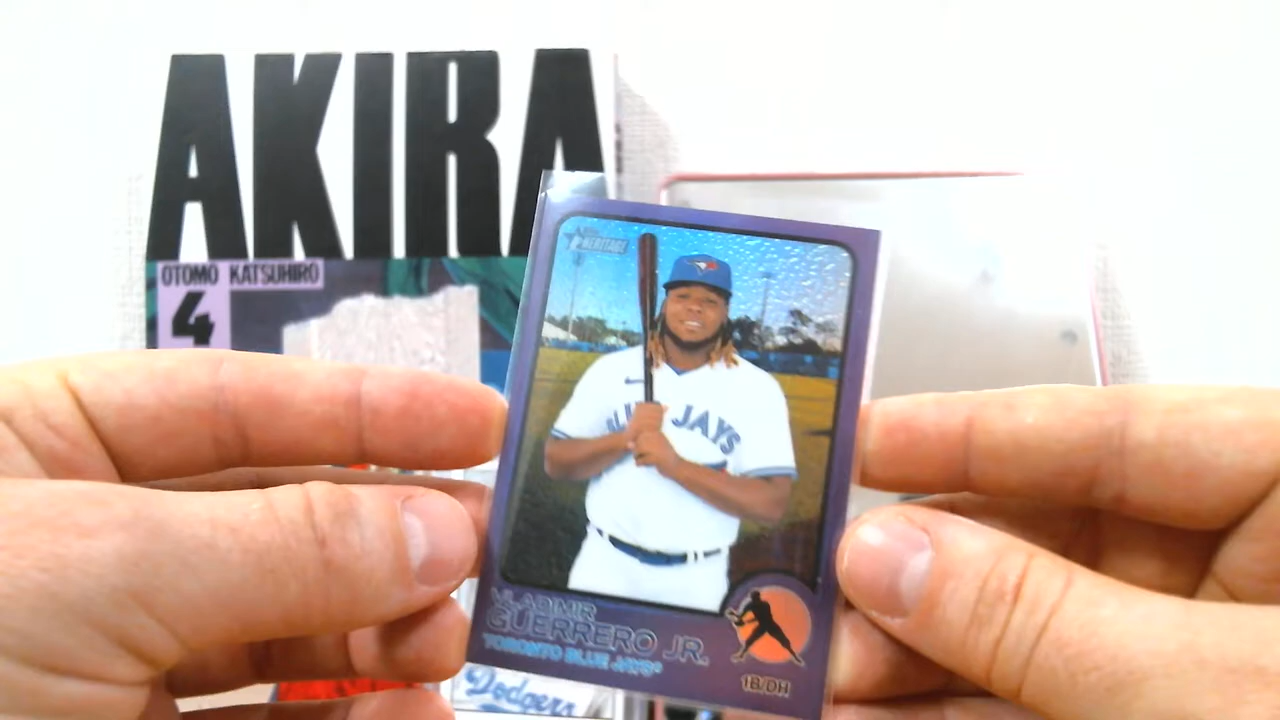 AKIRA
OTOMO KATSUHIRO
4
HERITAGE
BLUE JAYS
VLADIMIR
GUERRERO JR.
TORONTO BLUE JAYS®
1B/DH
Dodgers